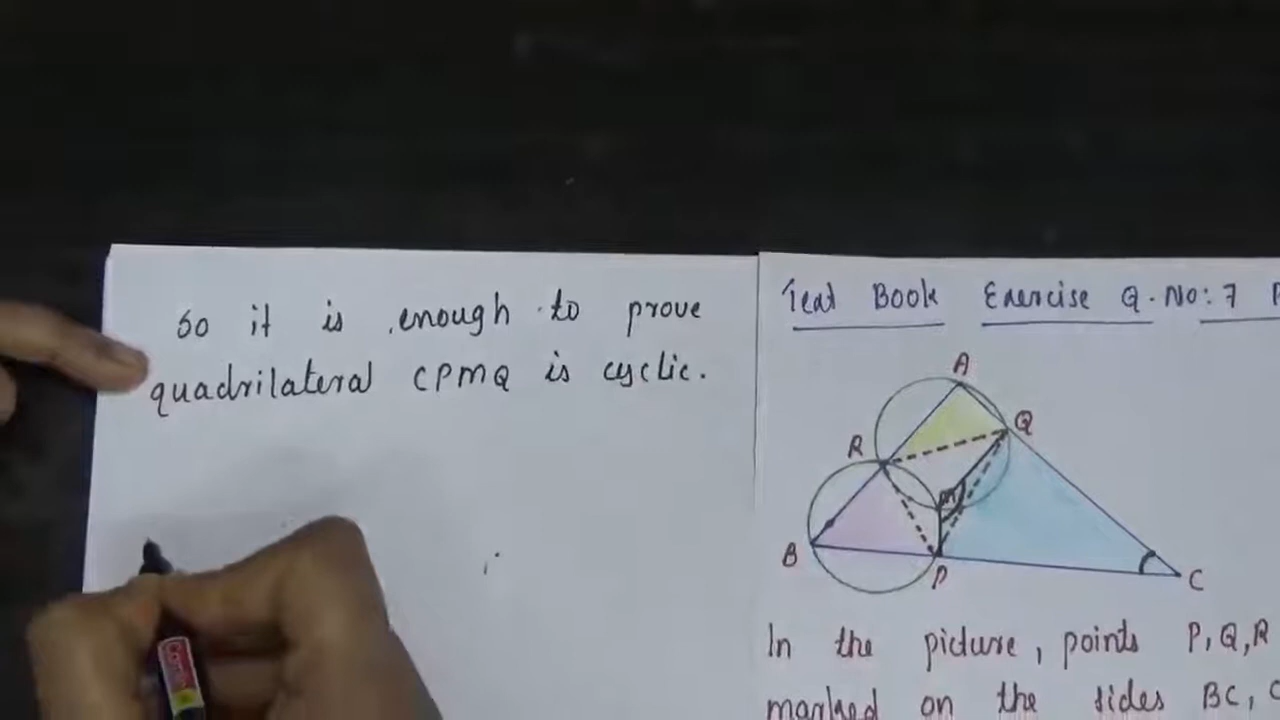 So it is enough to prove
quadrilateral CPMQ is cyclic.
Text Book Exercise Q.No:7
A
Q
R
M
B
P
C
In the picture, points P,Q,R
marked on the sides BC,